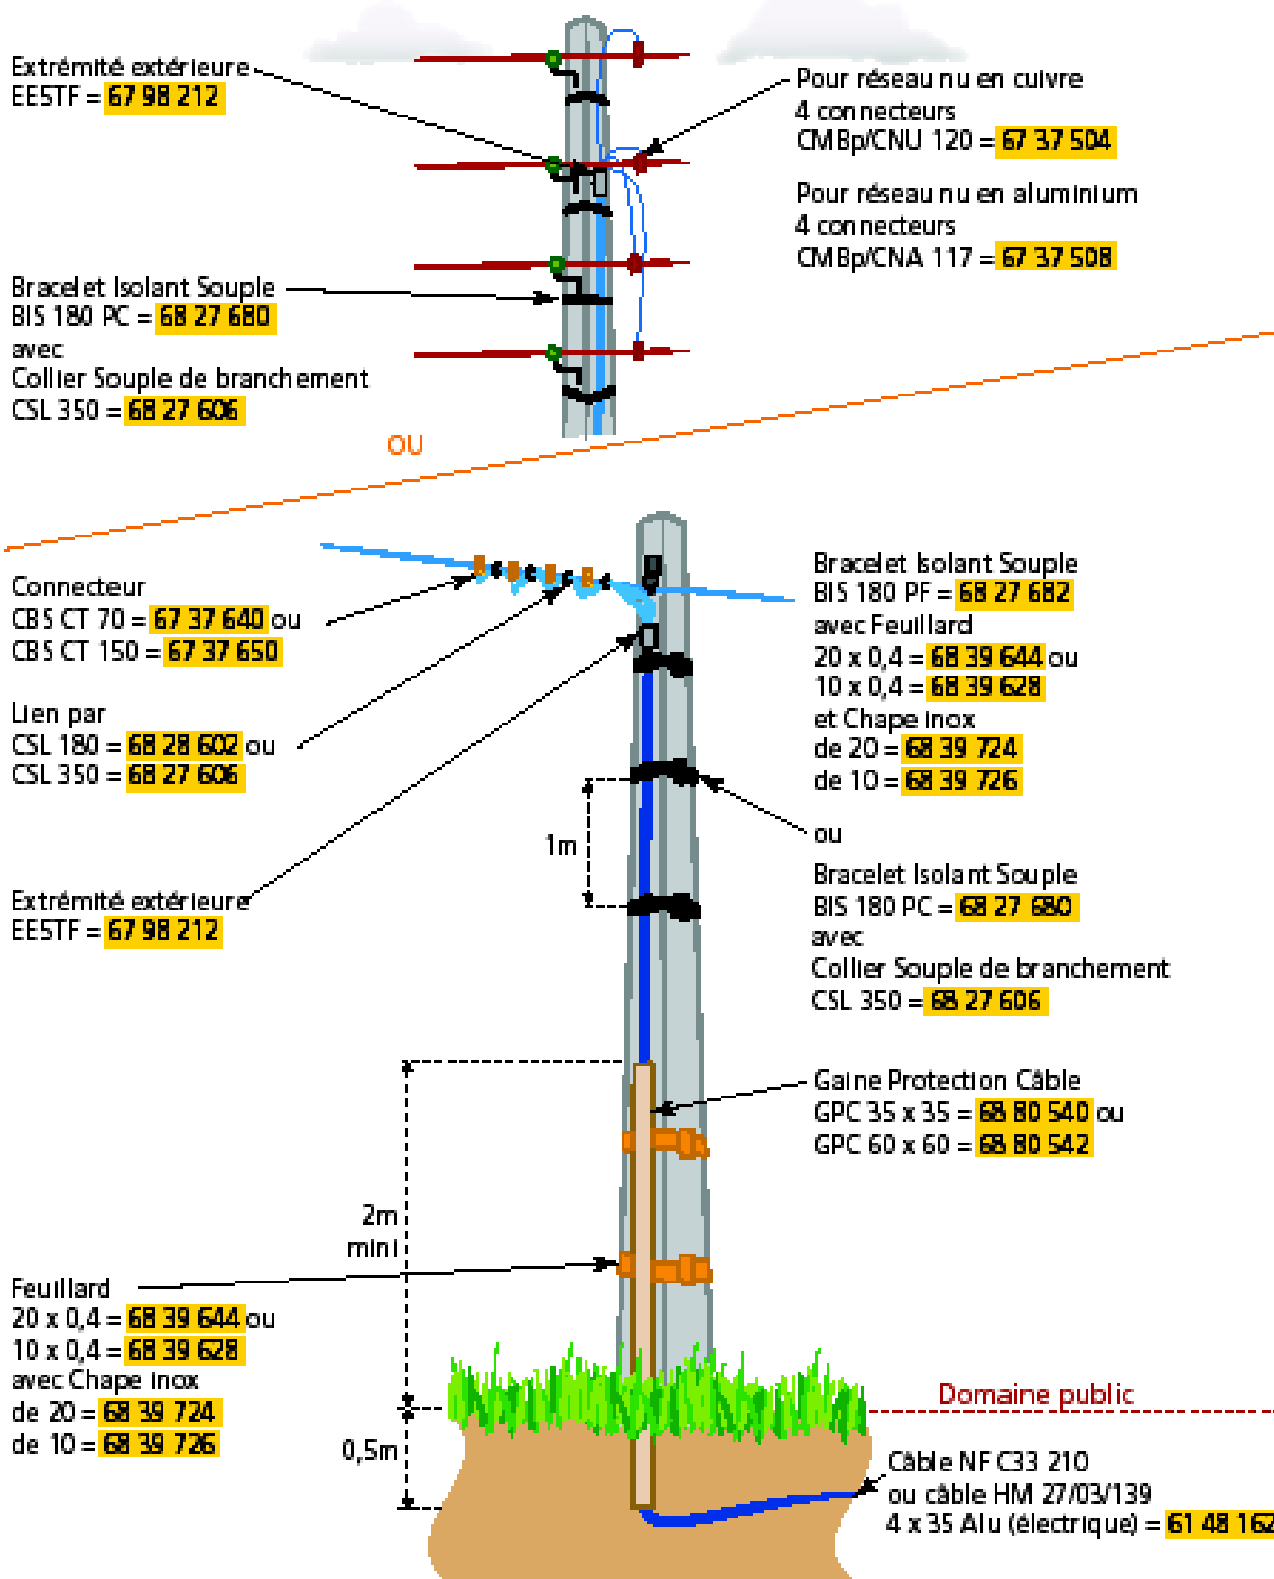 Extrémité extérieure
EESTF = 67 98 212
Pour réseau nu en cuivre
4 connecteurs
CMBp/CNU 120 = 67 37 504
Pour réseau nu en aluminium
4 connecteurs
CMBp/CNA 117 = 67 37 508
Bracelet Isolant Souple
BIS 180 PC = 68 27 680
avec
Collier Souple de branchement
CSL 350 = 68 27 606
OU
Connecteur
CBS CT 70 = 67 37 640 ou
CBS CT 150 = 67 37 650
Lien par
CSL 180 = 68 28 602 ou
CSL 350 = 68 27 606
Extrémité extérieure
EESTF = 67 98 212
Bracelet Isolant Souple
BIS 180 PF = 68 27 682
avec Feuillard
20 x 0,4 = 68 39 644 ou
10 x 0,4 = 68 39 628
et Chape inox
de 20 = 68 39 724
de 10 = 68 39 726
ou
1m
Bracelet Isolant Souple
BIS 180 PC = 68 27 680
avec
Collier Souple de branchement
CSL 350 = 68 27 606
Gaine Protection Câble
GPC 35 x 35 = 68 80 540 ou
GPC 60 x 60 = 68 80 542
2m
mini
Feuillard
20 x 0,4 = 68 39 644 ou
10 x 0,4 = 68 39 628
avec Chape inox
de 20 = 68 39 724
de 10 = 68 39 726
Domaine public
0,5m
Câble NF C33 210
ou câble HM 27/03/139
4 x 35 Alu (électrique) = 61 48 162